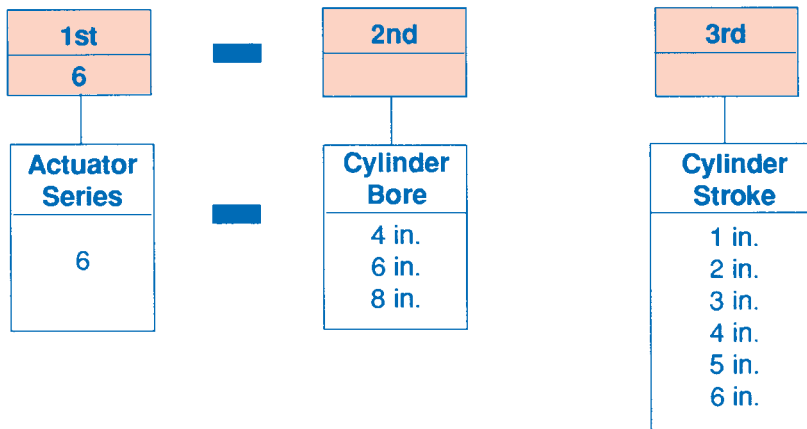 1st
6
2nd
3rd
Actuator
Series
6
Cylinder
Bore
4 in.
6 in.
8 in.
Cylinder
Stroke
1 in.
2 in.
3 in.
4 in.
5 in.
6 in.